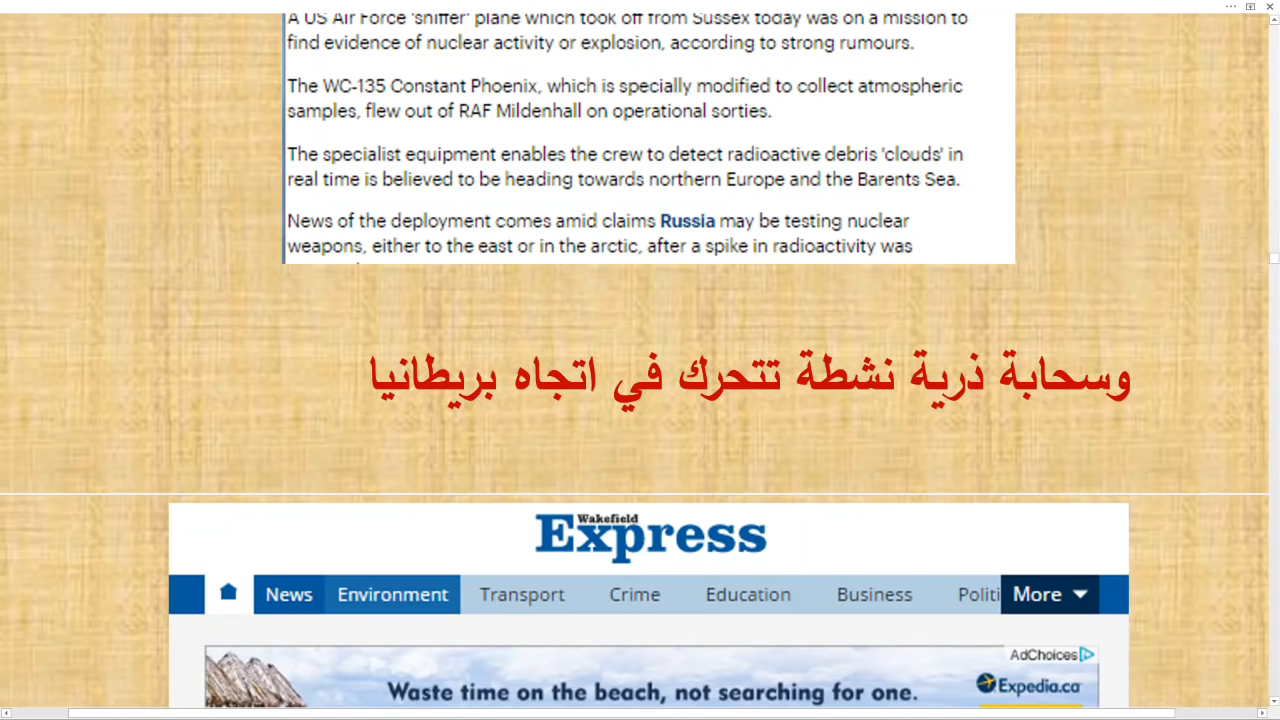 A US Air Force 'sniffer' plane which took off from Sussex today was on a mission to
find evidence of nuclear activity or explosion, according to strong rumours.
The WC-135 Constant Phoenix, which is specially modified to collect atmospheric
samples, flew out of RAF Mildenhall on operational sorties.
The specialist equipment enables the crew to detect radioactive debris 'clouds' in
real time is believed to be heading towards northern Europe and the Barents Sea.
News of the deployment comes amid claims Russia may be testing nuclear
weapons, either to the east or in the arctic, after a spike in radioactivity was
وسحابة ذرية نشطة تتحرك في اتجاه بريطانيا
Wakefield
Express
News Environment Transport Crime Education Business Politi More
AdChoices
Waste time on the beach, not searching for one.
Expedia.ca